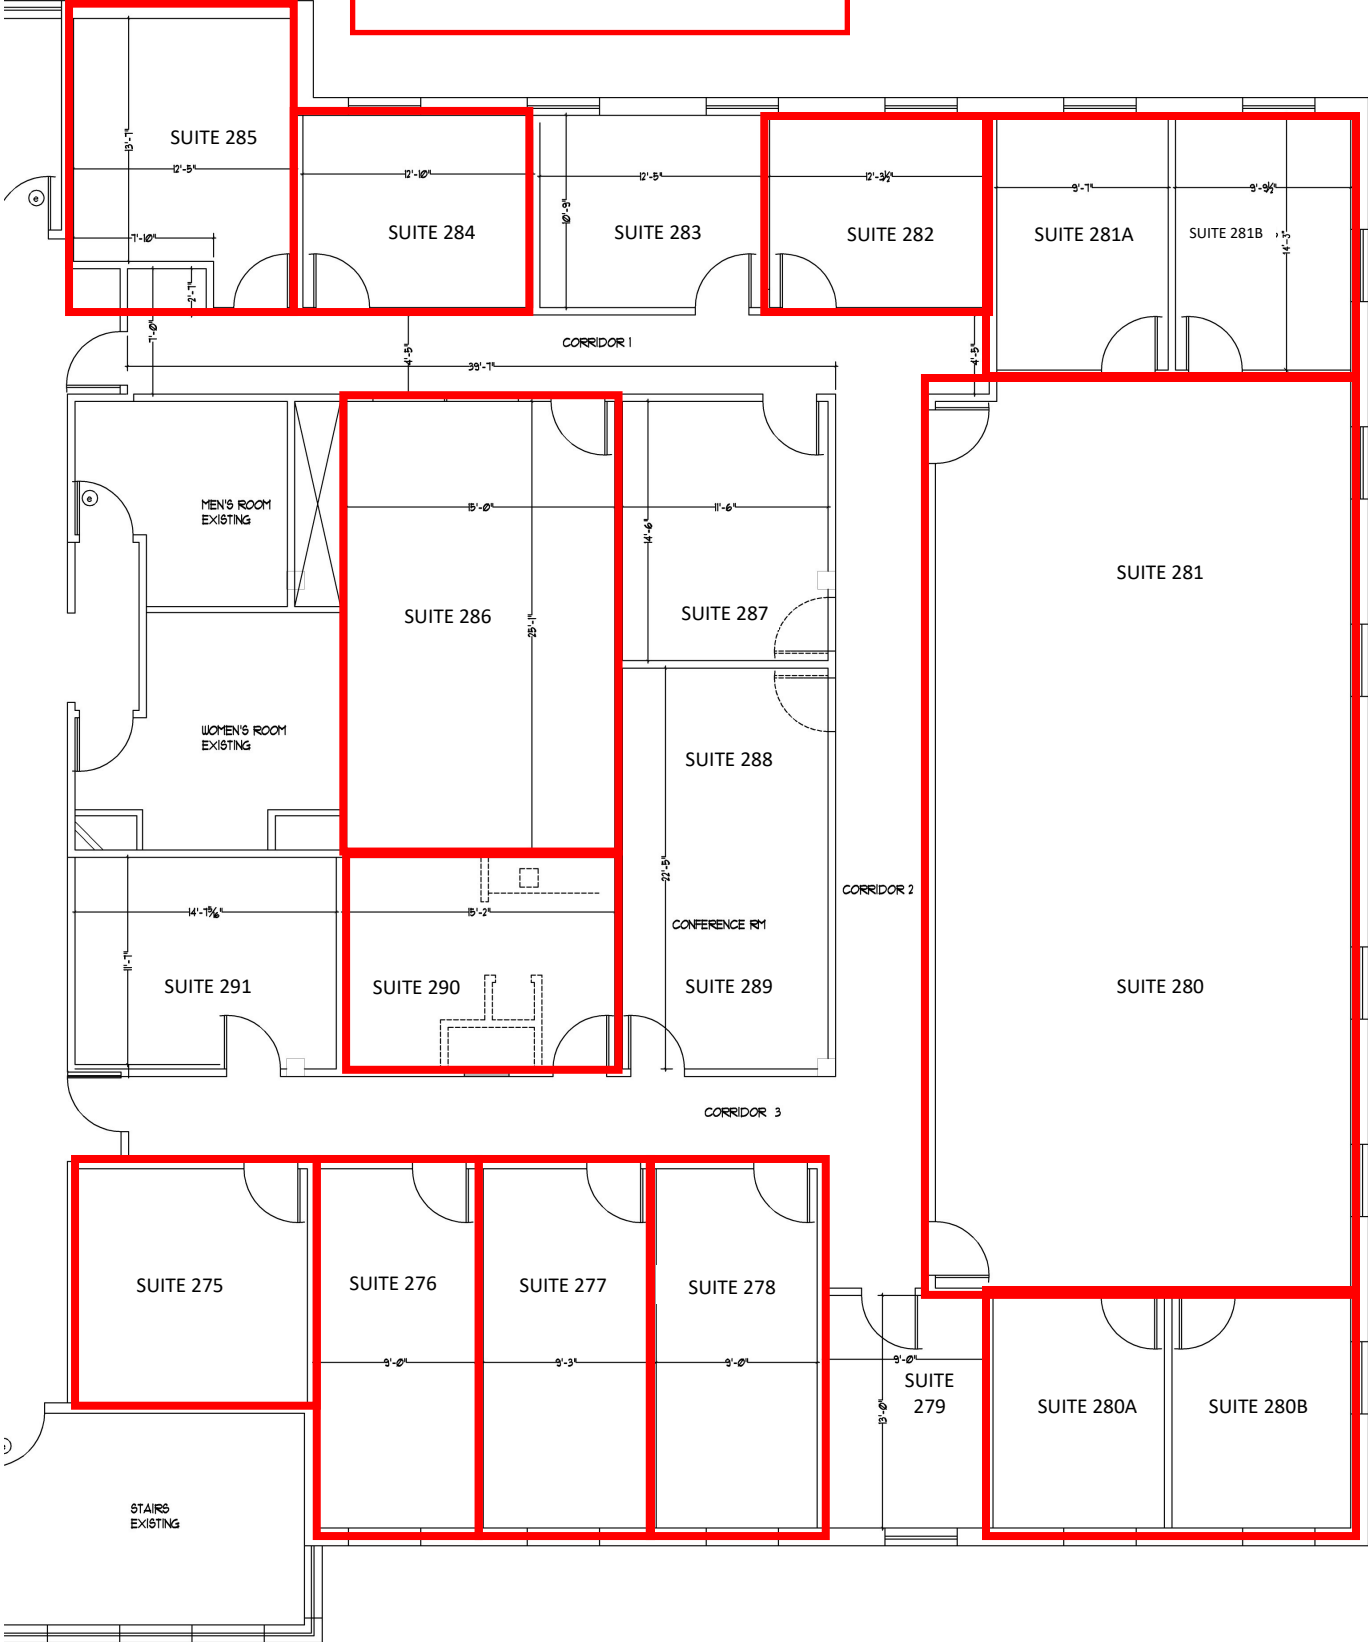 SUITE 285
13'-7"
12'-5"
7'-10"
2'-7"
SUITE 284
12'-10"
SUITE 283
12'-5"
10'-9"
SUITE 282
12'-3½"
SUITE 281A
9'-7"
SUITE 281B
9'-9½"
14'-3"
CORRIDOR 1
7'-0"
4'-5"
39'-7"
4'-5"
MEN'S ROOM
EXISTING
SUITE 286
15'-0"
25'-1"
SUITE 287
11'-6"
14'-6"
SUITE 281
WOMEN'S ROOM
EXISTING
SUITE 288
22'-5"
CONFERENCE RM
SUITE 289
CORRIDOR 2
SUITE 280
14'-7⅝"
11'-7"
SUITE 291
15'-2"
SUITE 290
CORRIDOR 3
SUITE 275
SUITE 276
9'-0"
SUITE 277
9'-3"
SUITE 278
9'-0"
9'-0"
13'-0"
SUITE
279
SUITE 280A
SUITE 280B
STAIRS
EXISTING